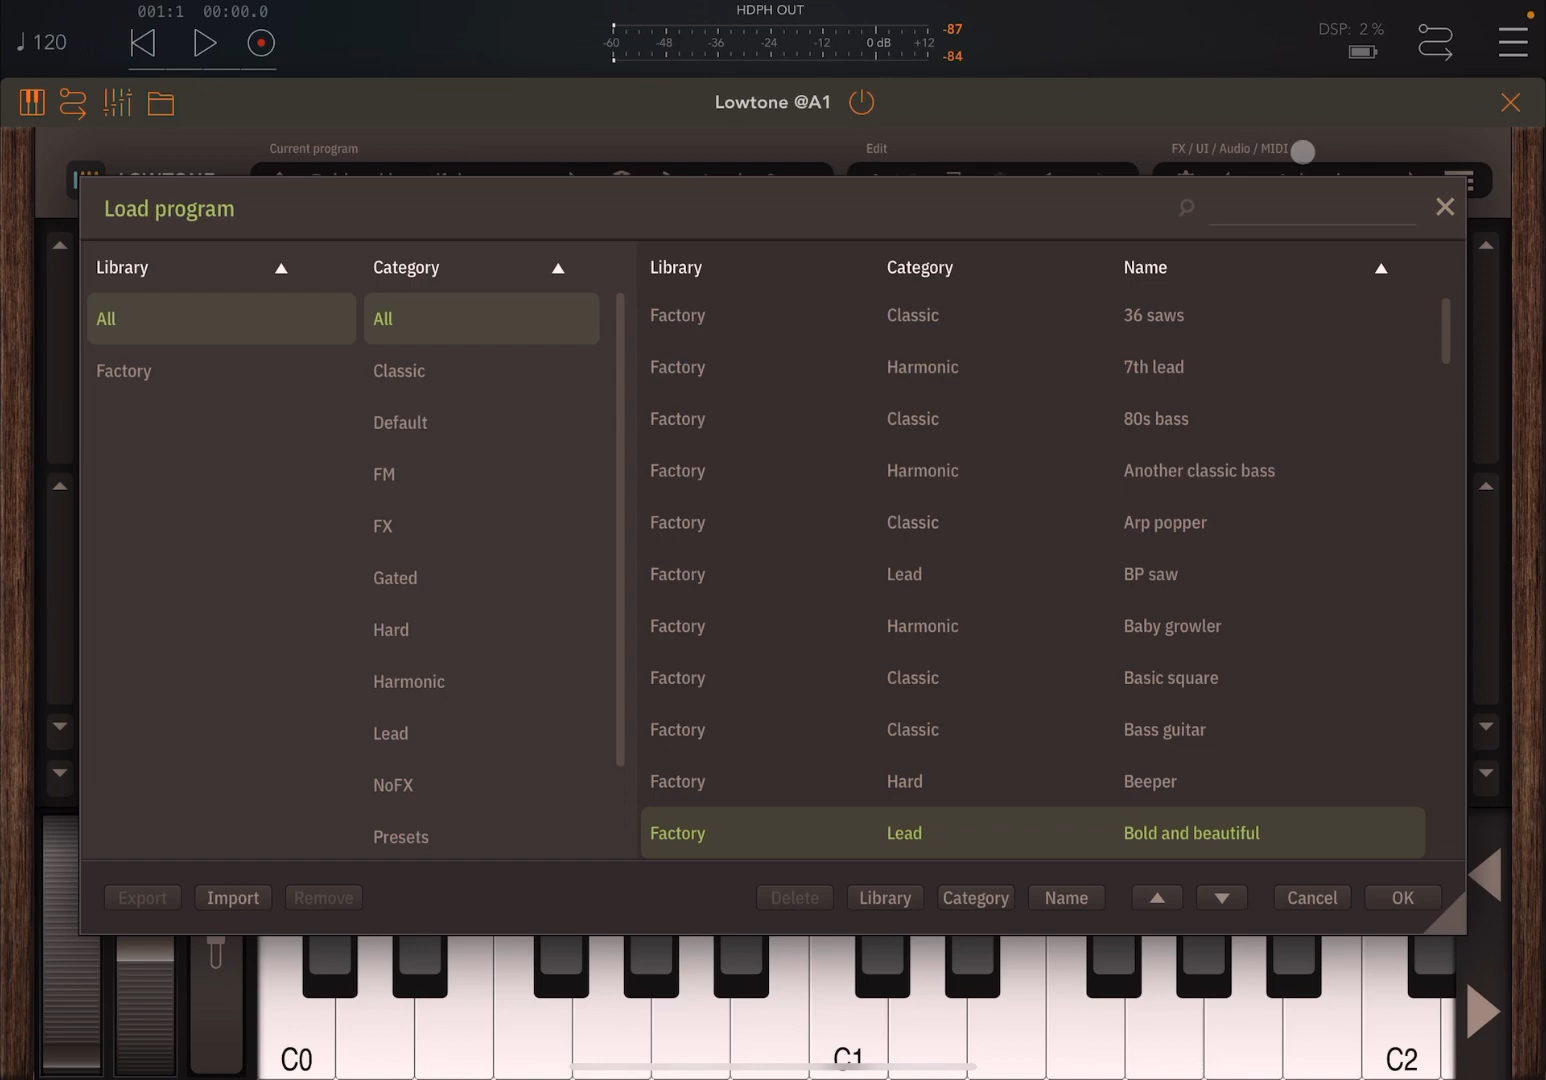 001:1 00:00.0
120
HDPH OUT
-60 -48 -36 -24 -12 0 dB +12
-87
-84
DSP: 2 %
Lowtone @A1
Current program
Edit
FX / UI / Audio / MIDI
Load program
Library Category Library Category Name
All All Factory Classic 36 saws
Factory Classic Factory Harmonic 7th lead
Default Factory Classic 80s bass
FM Factory Harmonic Another classic bass
FX Factory Classic Arp popper
Gated Factory Lead BP saw
Hard Factory Harmonic Baby growler
Harmonic Factory Classic Basic square
Lead Factory Classic Bass guitar
NoFX Factory Hard Beeper
Presets Factory Lead Bold and beautiful
Export Import Remove Delete Library Category Name Cancel OK
C0 C1 C2